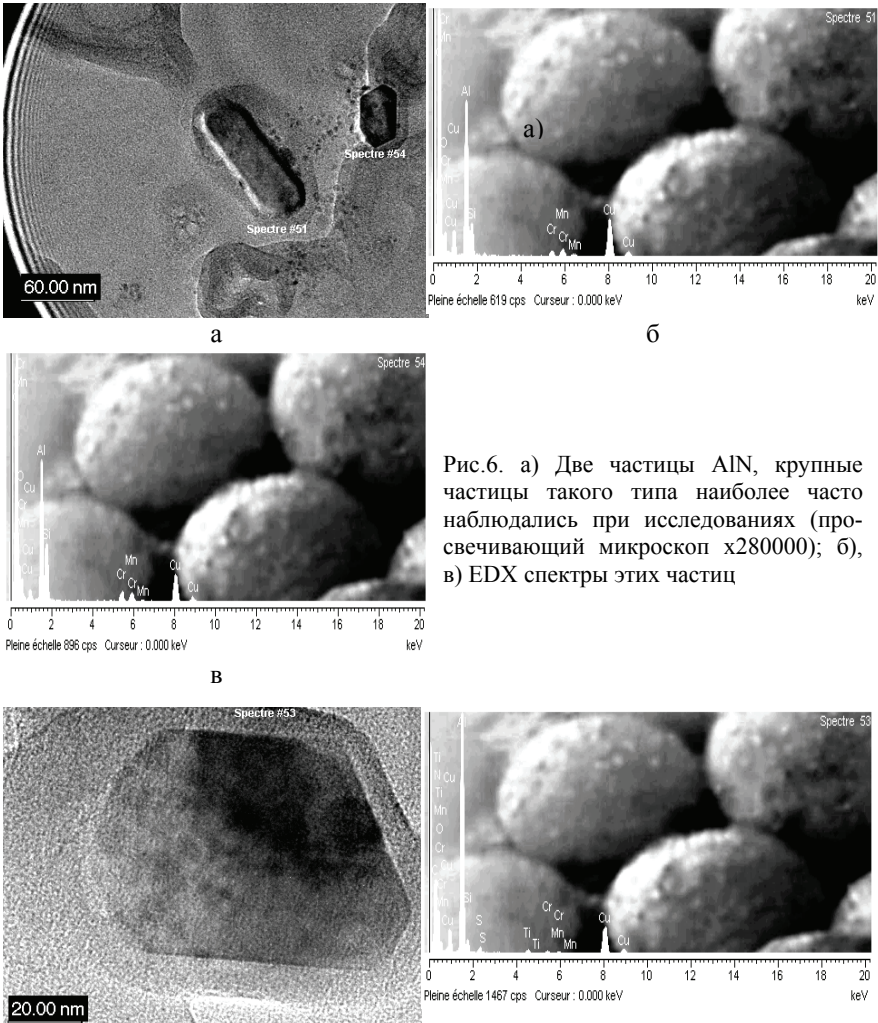 Spectre #54
Spectre #51
60.00 nm
а
Spectre 51
Cr
Mn
Al
Cu
O
Cr
Cu
Si
Cu
а)
Mn
Cr
Cr
Mn
Cu
Cu
0 2 4 6 8 10 12 14 16 18 20
Pleine échelle 619 cps Curseur : 0.000 keV keV
б
Spectre 54
Cr
Mn
Al
O
Cu
Cr
Si
Cu
Cu
Mn
Cr
Cr
Mn
Cu
Cu
0 2 4 6 8 10 12 14 16 18 20
Pleine échelle 896 cps Curseur : 0.000 keV keV
в
Рис.6. а) Две частицы AlN, крупные
частицы такого типа наиболее часто
наблюдались при исследованиях (про-
свечивающий микроскоп х280000); б),
в) EDX спектры этих частиц
Spectre #53
20.00 nm
Spectre 53
Al
Ti
N Cu
Ti
Mn
O
Cr
Cr
Mn
Si
S
S
Ti
Ti
Cr
Cr
Mn
Mn
Cu
Cu
0 2 4 6 8 10 12 14 16 18 20
Pleine échelle 1467 cps Curseur : 0.000 keV keV